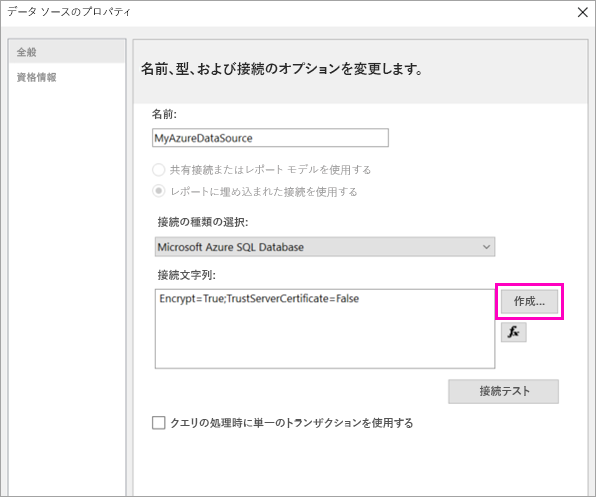 データ ソースのプロパティ
全般
資格情報
名前、型、および接続のオプションを変更します。
名前:
MyAzureDataSource
共有接続またはレポート モデルを使用する
レポートに埋め込まれた接続を使用する
接続の種類の選択:
Microsoft Azure SQL Database
接続文字列:
Encrypt=True;TrustServerCertificate=False
作成...
fx
接続テスト
クエリの処理時に単一のトランザクションを使用する